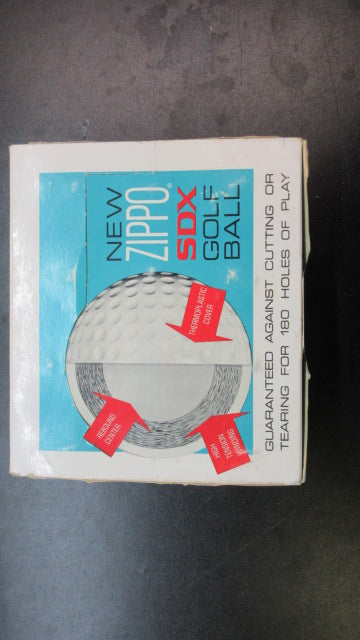 NEW
ZIPPO®
SDX
GOLF
BALL
THERMOPLASTIC
COVER
REBOUND
CENTER
HIGH
TENSION
WINDING
GUARANTEED AGAINST CUTTING OR
TEARING FOR 180 HOLES OF PLAY